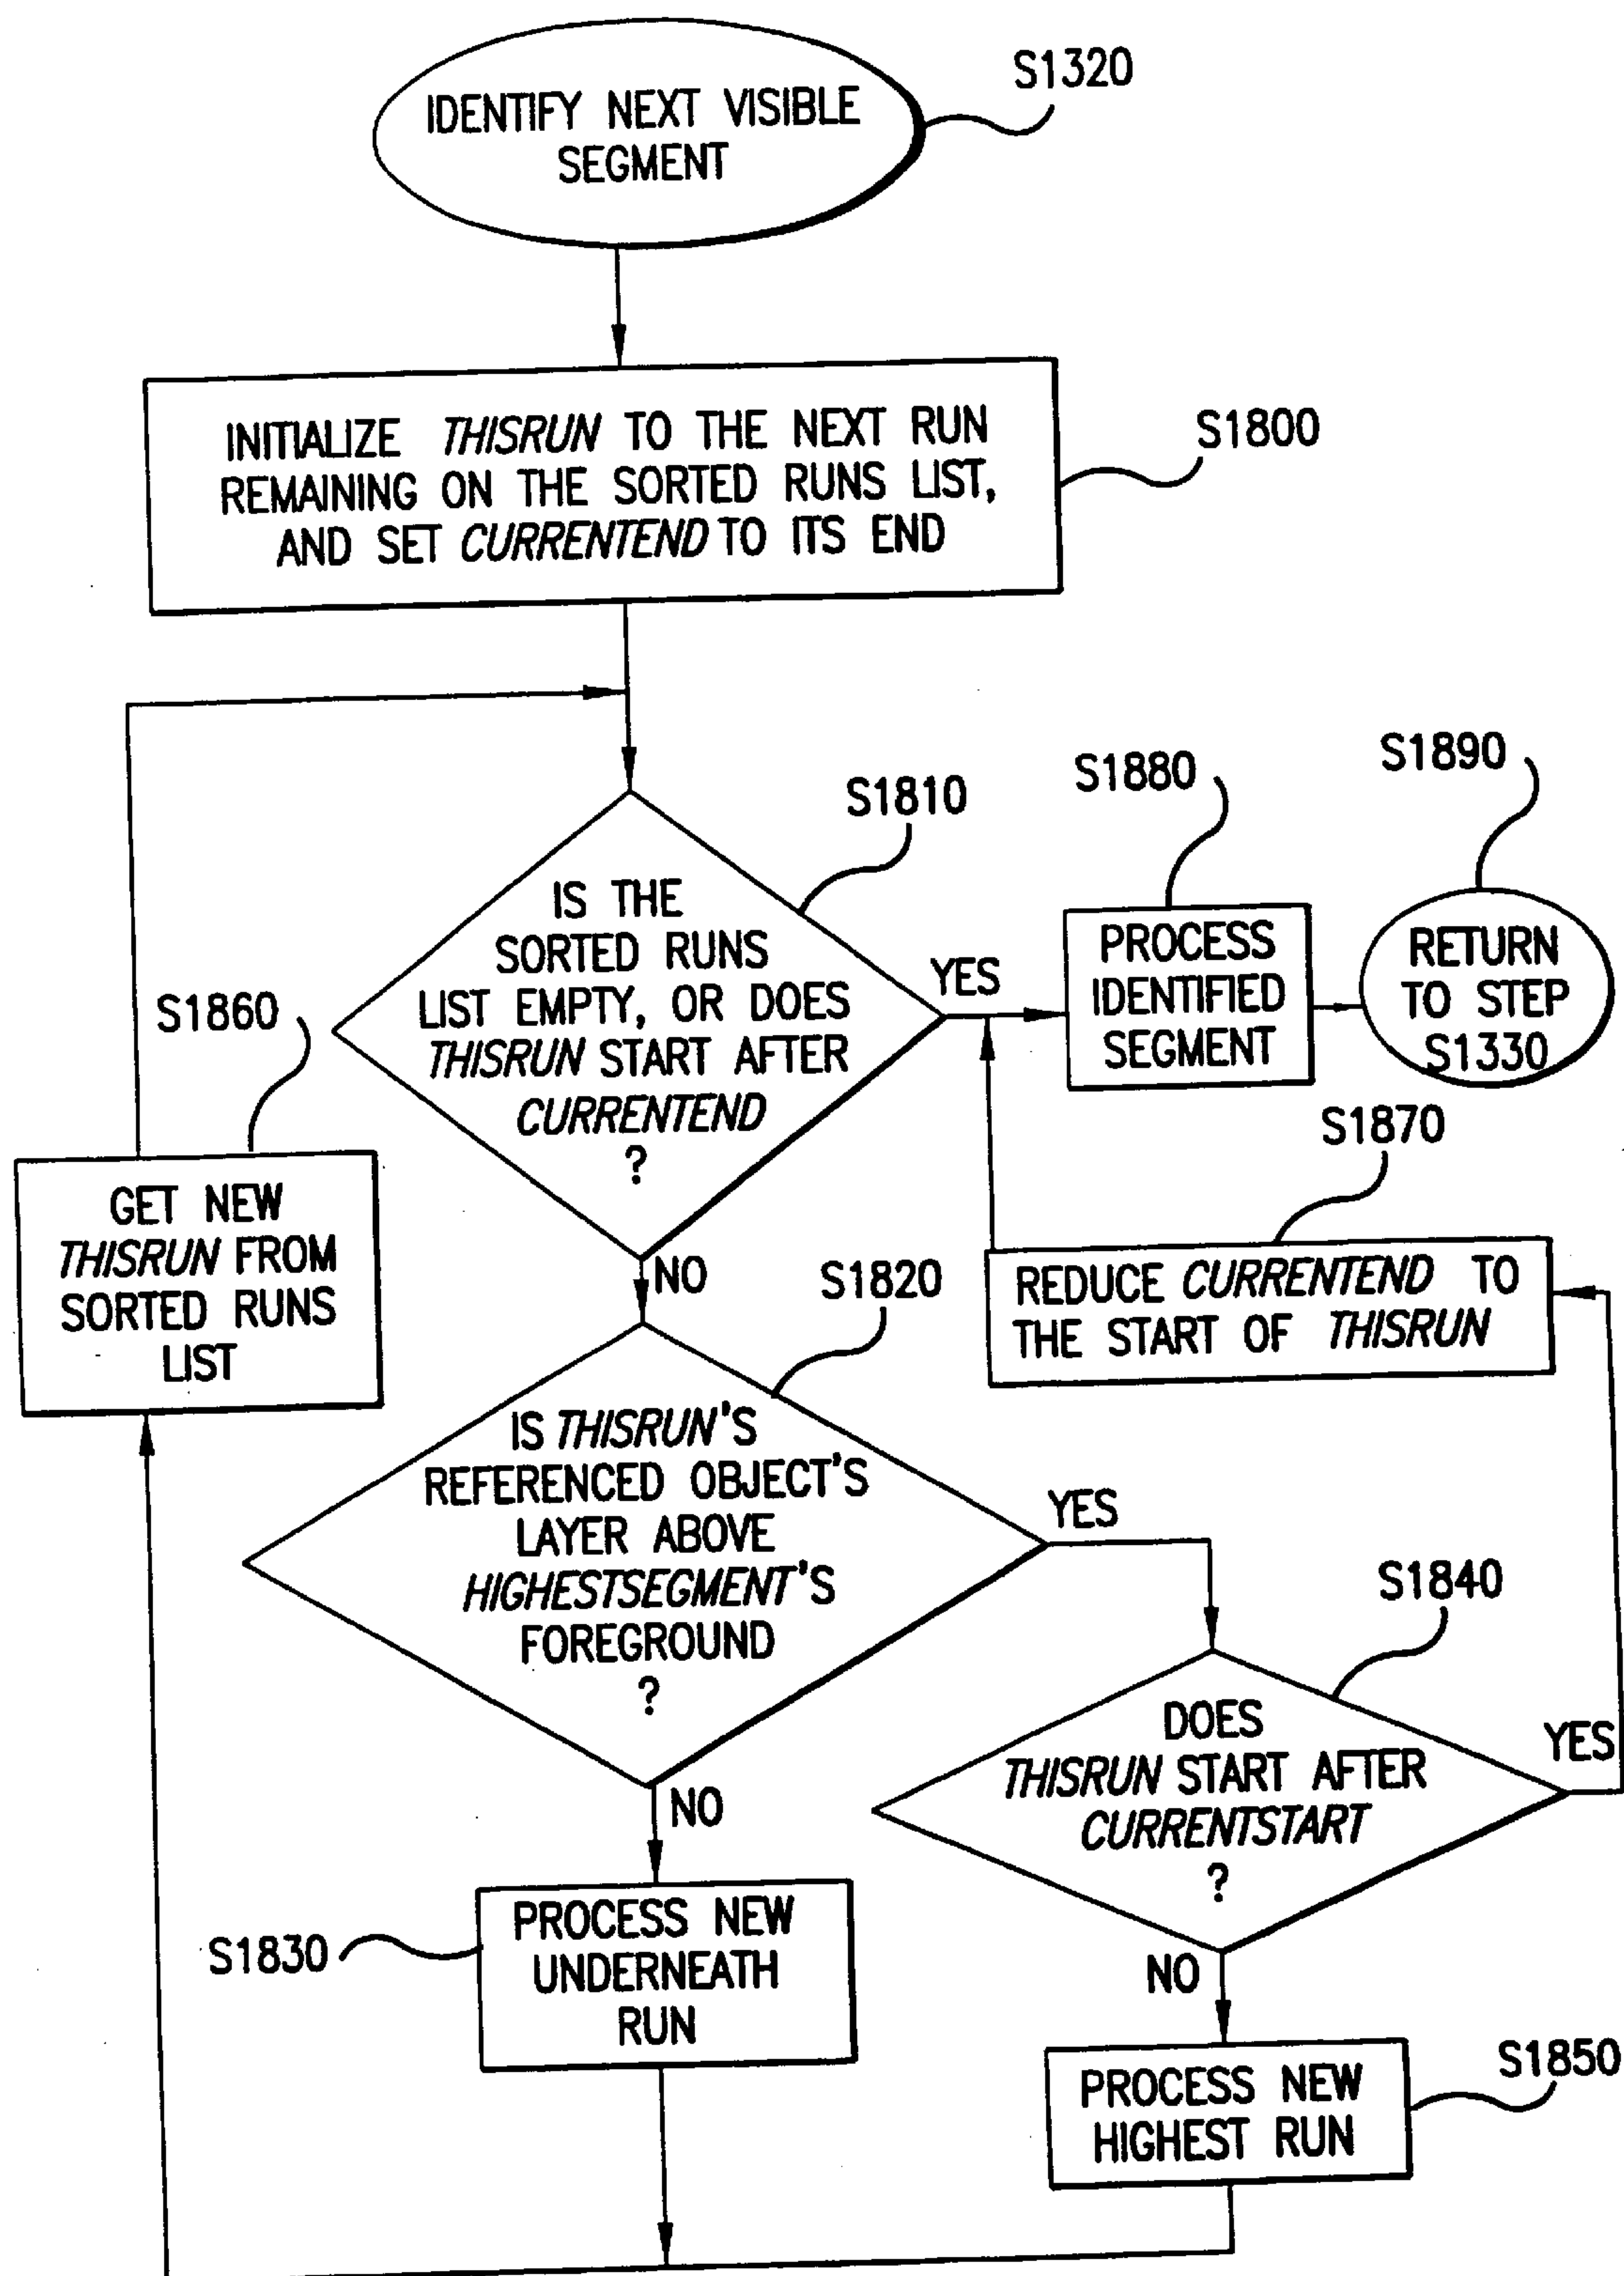 IDENTIFY NEXT VISIBLE
SEGMENT
S1320
INITIALIZE THISRUN TO THE NEXT RUN
REMAINING ON THE SORTED RUNS LIST,
AND SET CURRENTEND TO ITS END
S1800
S1810
IS THE
SORTED RUNS
LIST EMPTY, OR DOES
THISRUN START AFTER
CURRENTEND
?
YES
S1880
PROCESS
IDENTIFIED
SEGMENT
S1890
RETURN
TO STEP
S1330
S1860
GET NEW
THISRUN FROM
SORTED RUNS
LIST
NO
S1870
REDUCE CURRENTEND TO
THE START OF THISRUN
S1820
IS THISRUN'S
REFERENCED OBJECT'S
LAYER ABOVE
HIGHESTSEGMENT'S
FOREGROUND
?
YES
S1840
DOES
THISRUN START AFTER
CURRENTSTART
?
YES
NO
S1830
PROCESS NEW
UNDERNEATH
RUN
NO
S1850
PROCESS NEW
HIGHEST RUN